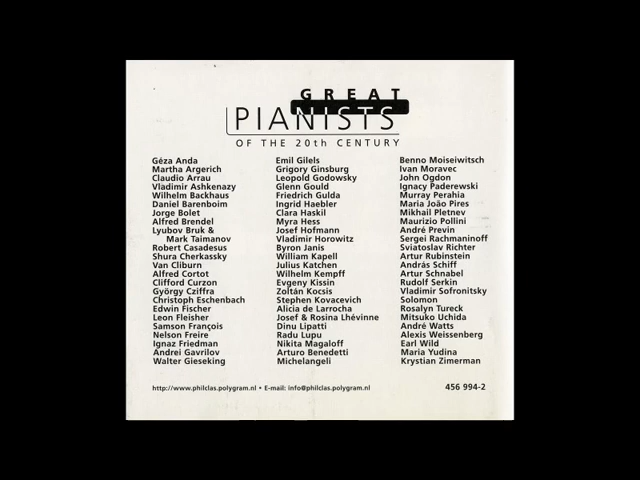 GREAT
PIANISTS
OF THE 20th CENTURY
Géza Anda
Martha Argerich
Claudio Arrau
Vladimir Ashkenazy
Wilhelm Backhaus
Daniel Barenboim
Jorge Bolet
Alfred Brendel
Lyubov Bruk &
Mark Taimanov
Robert Casadesus
Shura Cherkassky
Van Cliburn
Alfred Cortot
Clifford Curzon
György Cziffra
Christoph Eschenbach
Edwin Fischer
Leon Fleisher
Samson François
Nelson Freire
Ignaz Friedman
Andrei Gavrilov
Walter Gieseking
Emil Gilels
Grigory Ginsburg
Leopold Godowsky
Glenn Gould
Friedrich Gulda
Ingrid Haebler
Clara Haskil
Myra Hess
Josef Hofmann
Vladimir Horowitz
Byron Janis
William Kapell
Julius Katchen
Wilhelm Kempff
Evgeny Kissin
Zoltán Kocsis
Stephen Kovacevich
Alicia de Larrocha
Josef & Rosina Lhévinne
Dinu Lipatti
Radu Lupu
Nikita Magaloff
Arturo Benedetti
Michelangeli
Benno Moiseiwitsch
Ivan Moravec
John Ogdon
Ignacy Paderewski
Murray Perahia
Maria João Pires
Mikhail Pletnev
Maurizio Pollini
André Previn
Sergei Rachmaninoff
Sviatoslav Richter
Artur Rubinstein
András Schiff
Artur Schnabel
Rudolf Serkin
Vladimir Sofronitsky
Solomon
Rosalyn Tureck
Mitsuko Uchida
André Watts
Alexis Weissenberg
Earl Wild
Maria Yudina
Krystian Zimerman
http://www.philclas.polygram.nl • E-mail: info@philclas.polygram.nl
456 994-2